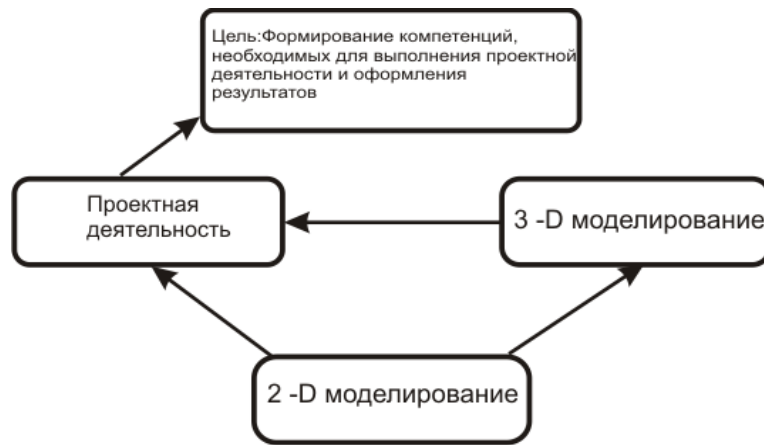 Цель:Формирование компетенций,
необходимых для выполнения проектной
деятельности и оформления
результатов
Проектная
деятельность
3 -D моделирование
2 -D моделирование